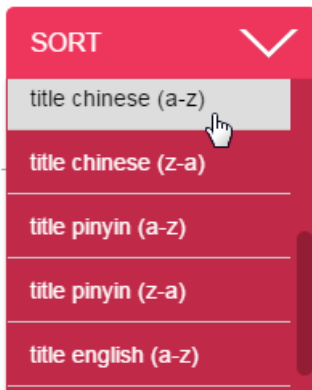 SORT
title chinese (a-z)
title chinese (z-a)
title pinyin (a-z)
title pinyin (z-a)
title english (a-z)